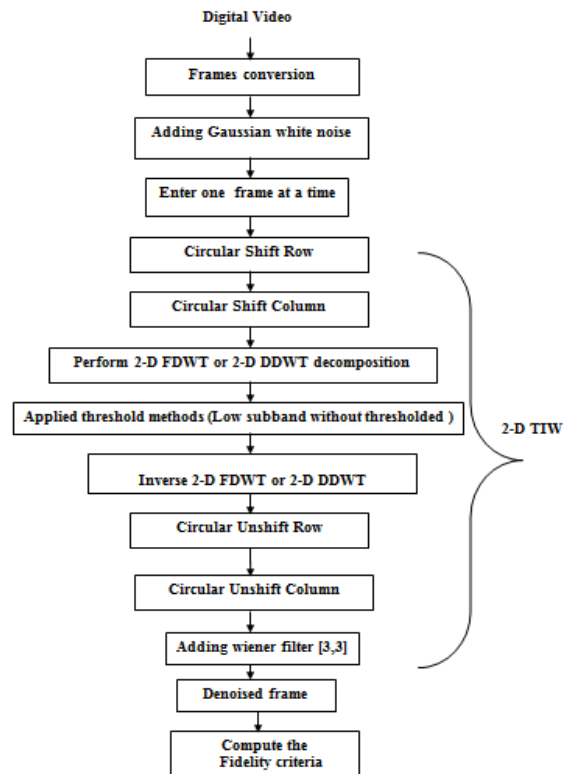 Digital Video
Frames conversion
Adding Gaussian white noise
Enter one frame at a time
Circular Shift Row
Circular Shift Column
Perform 2-D FDWT or 2-D DDWT decomposition
Applied threshold methods (Low subband without thresholded )
2-D TIW
Inverse 2-D FDWT or 2-D DDWT
Circular Unshift Row
Circular Unshift Column
Adding wiener filter [3,3]
Denoised frame
Compute the
Fidelity criteria